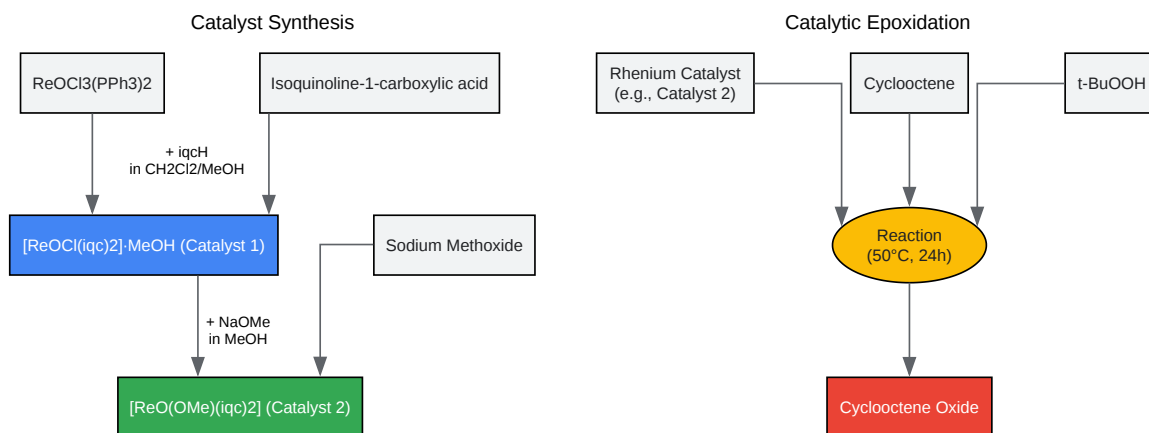 Catalyst Synthesis
ReOCl3(PPh3)2
Isoquinoline-1-carboxylic acid
+ iqcH
in CH2Cl2/MeOH
[ReOCl(iqc)2]·MeOH (Catalyst 1)
Sodium Methoxide
+ NaOMe
in MeOH
[ReO(OMe)(iqc)2] (Catalyst 2)
Catalytic Epoxidation
Rhenium Catalyst
(e.g., Catalyst 2)
Cyclooctene
t-BuOOH
Reaction
(50°C, 24h)
Cyclooctene Oxide